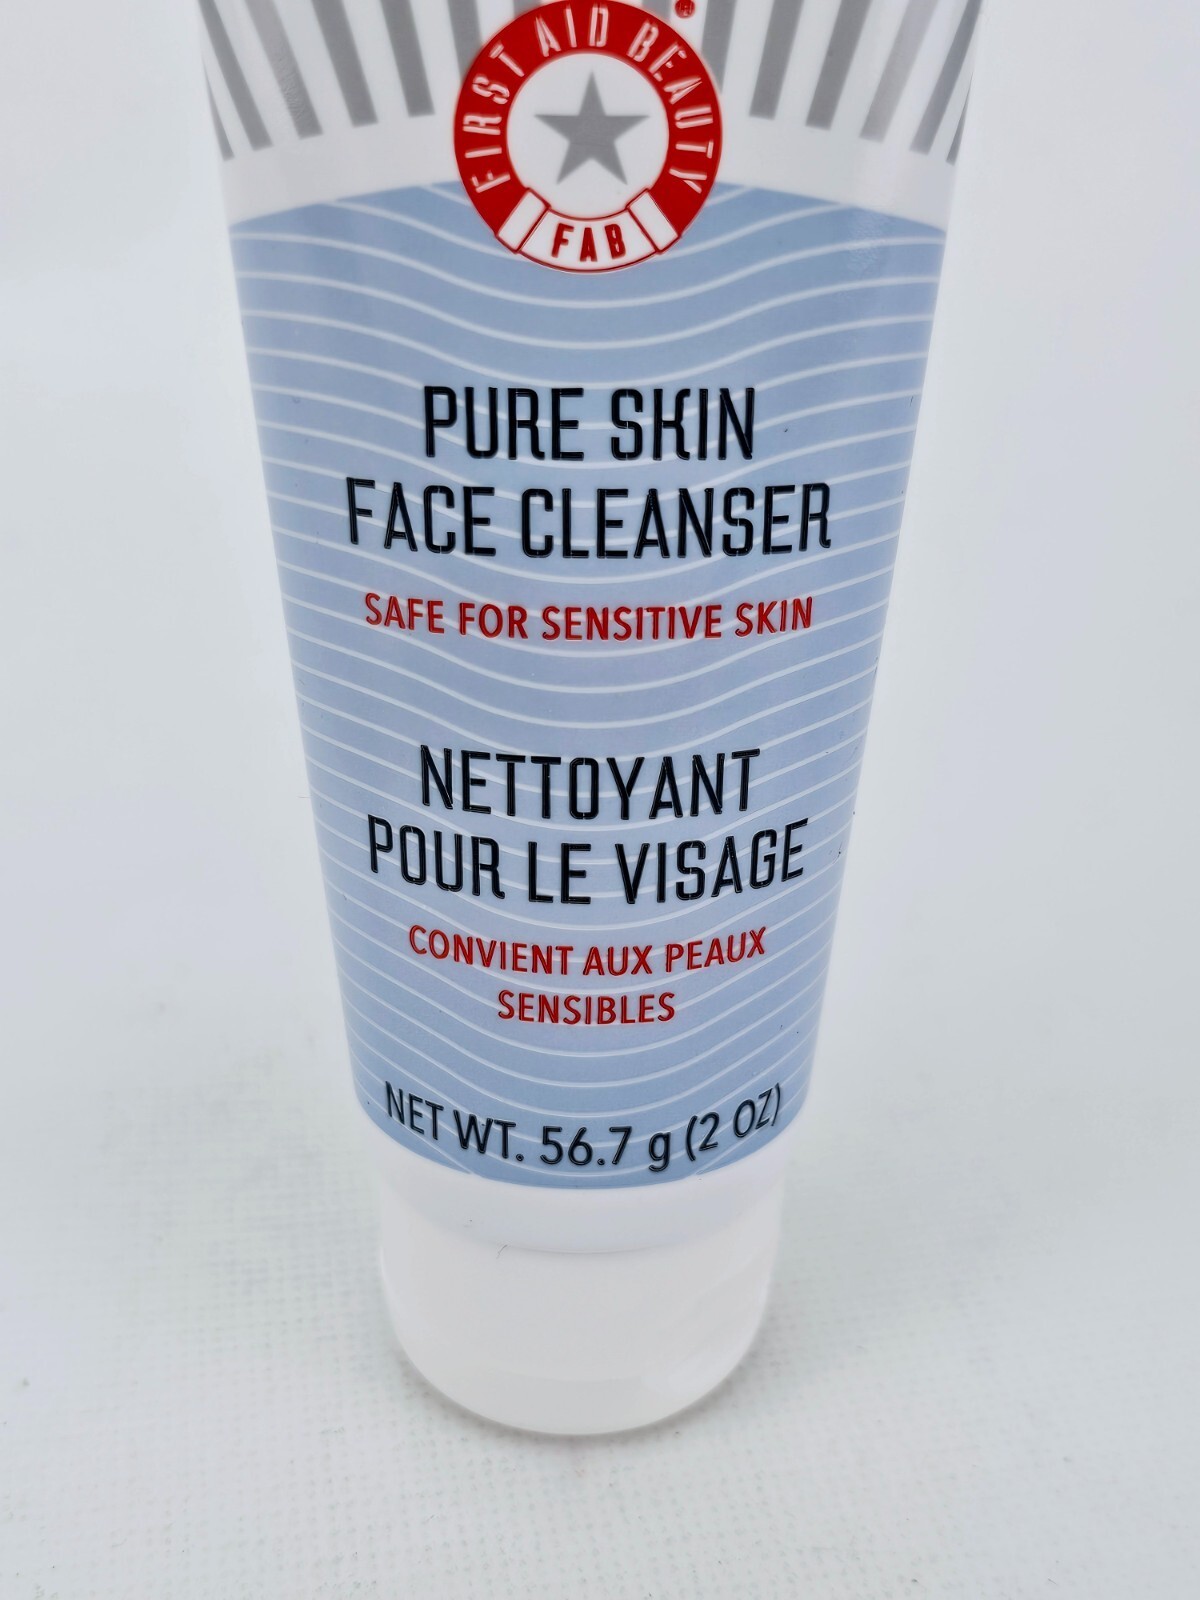 FIRST AID BEAUTY
®
FAB
PURE SKIN
FACE CLEANSER
SAFE FOR SENSITIVE SKIN
NETTOYANT
POUR LE VISAGE
CONVIENT AUX PEAUX
SENSIBLES
NET WT. 56.7 g (2 OZ)